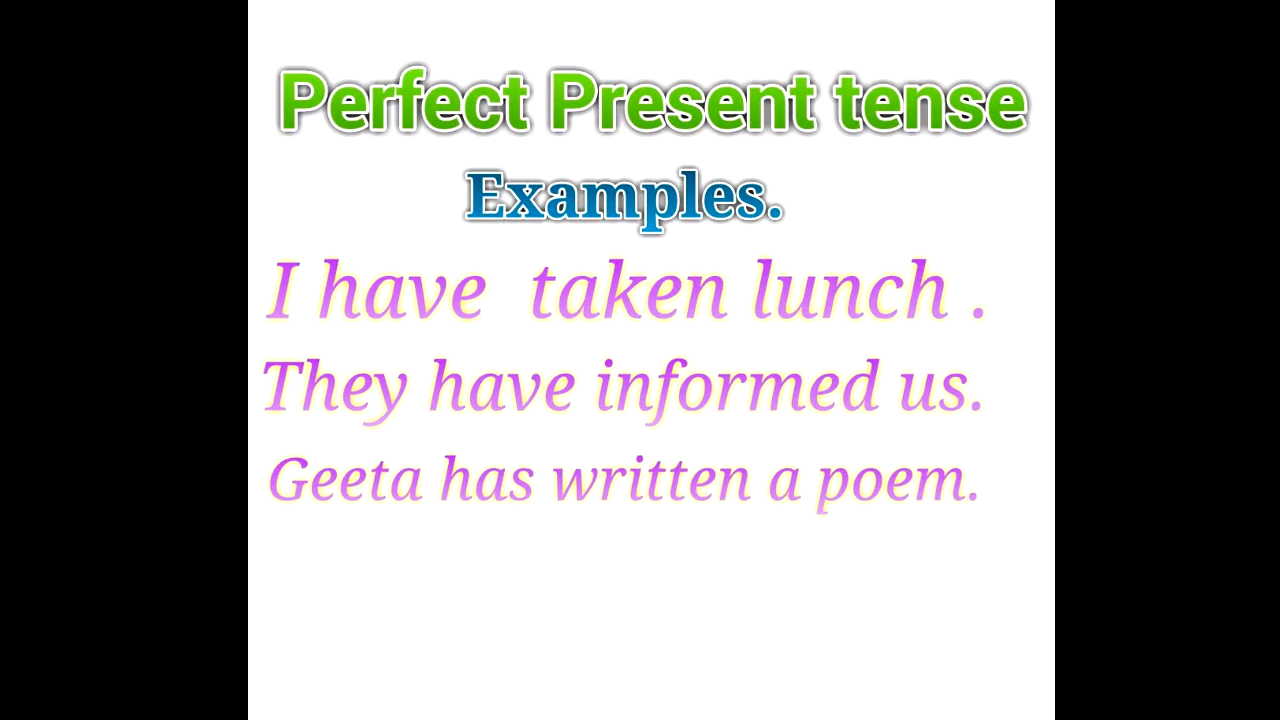 Perfect Present tense
Examples.
I have taken lunch .
They have informed us.
Geeta has written a poem.